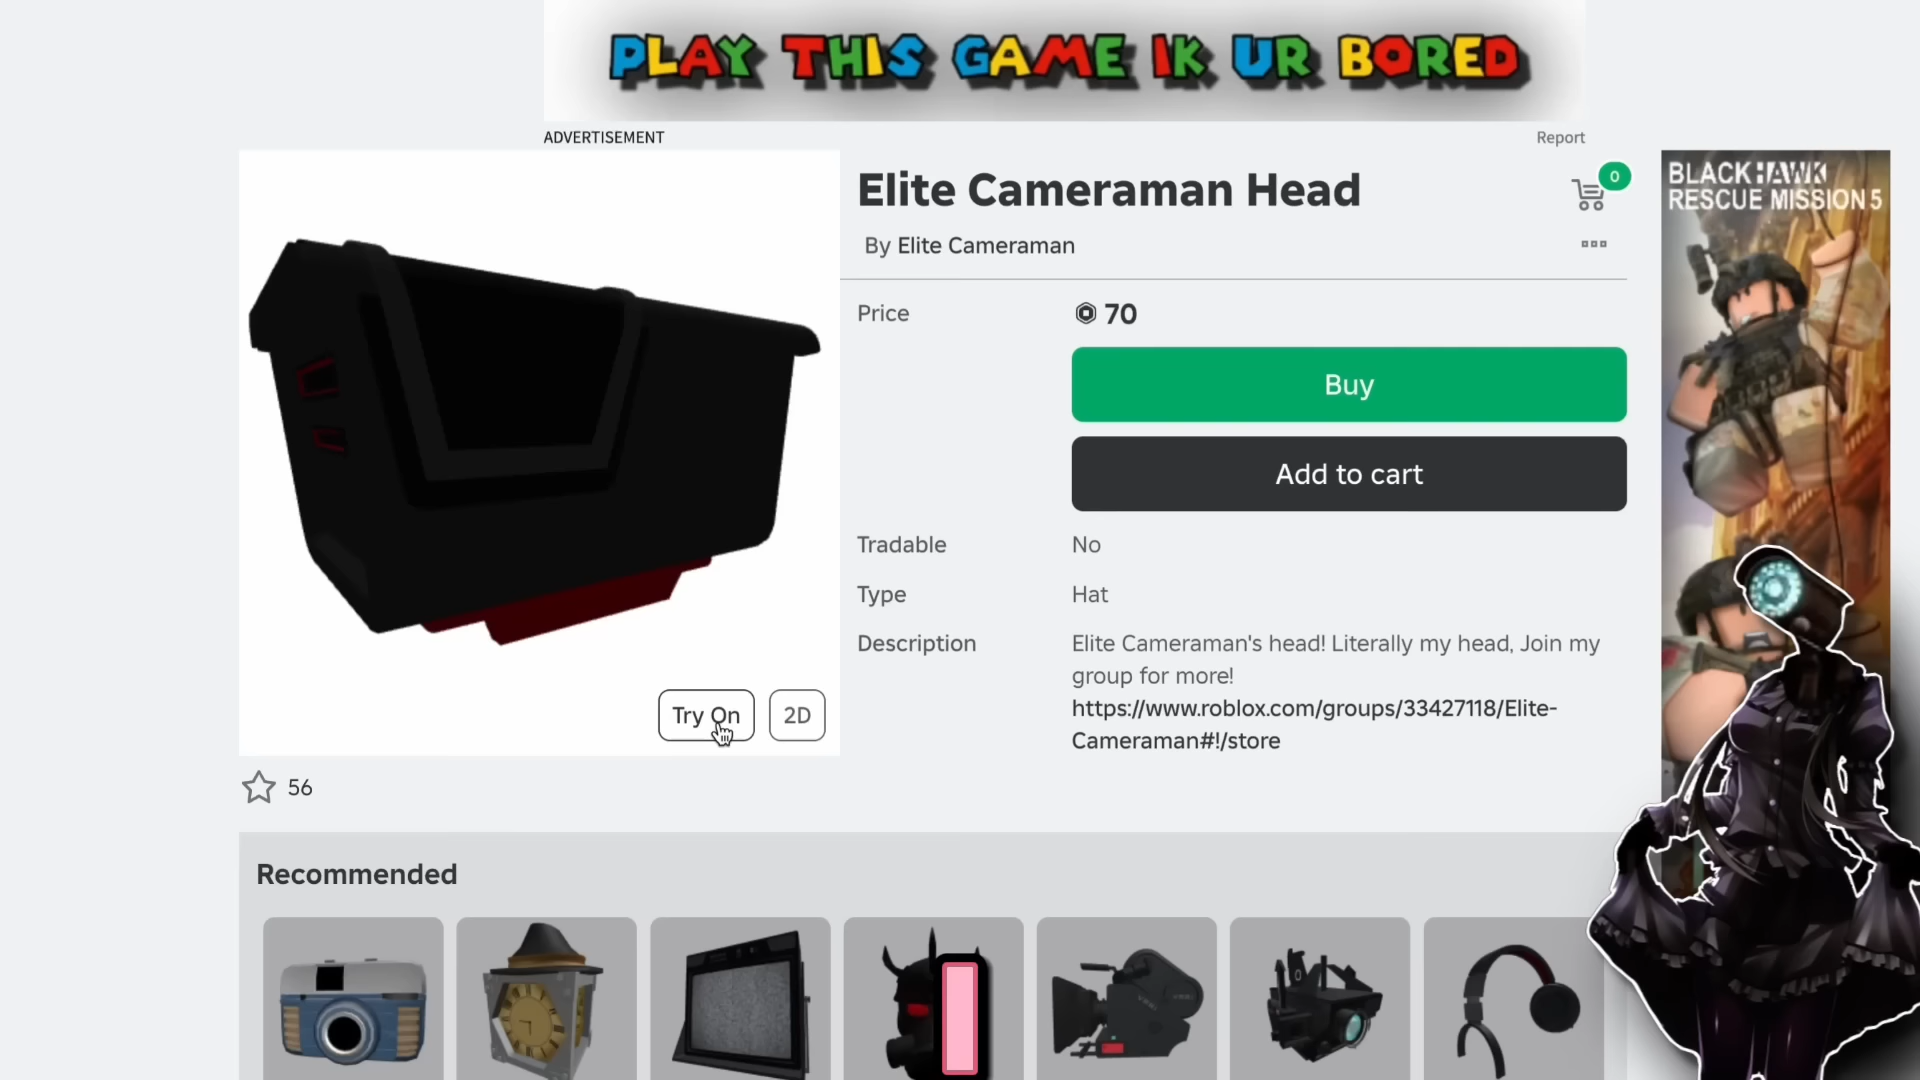 PLAY THIS GAME IK UR BORED
ADVERTISEMENT
Report
Elite Cameraman Head
0
By Elite Cameraman
Price
70
Buy
Add to cart
Tradable
No
Type
Hat
Description
Elite Cameraman's head! Literally my head, Join my
group for more!
https://www.roblox.com/groups/33427118/Elite-
Cameraman#!/store
Try On
2D
56
Recommended
BLACKHAWK
RESCUE MISSION 5